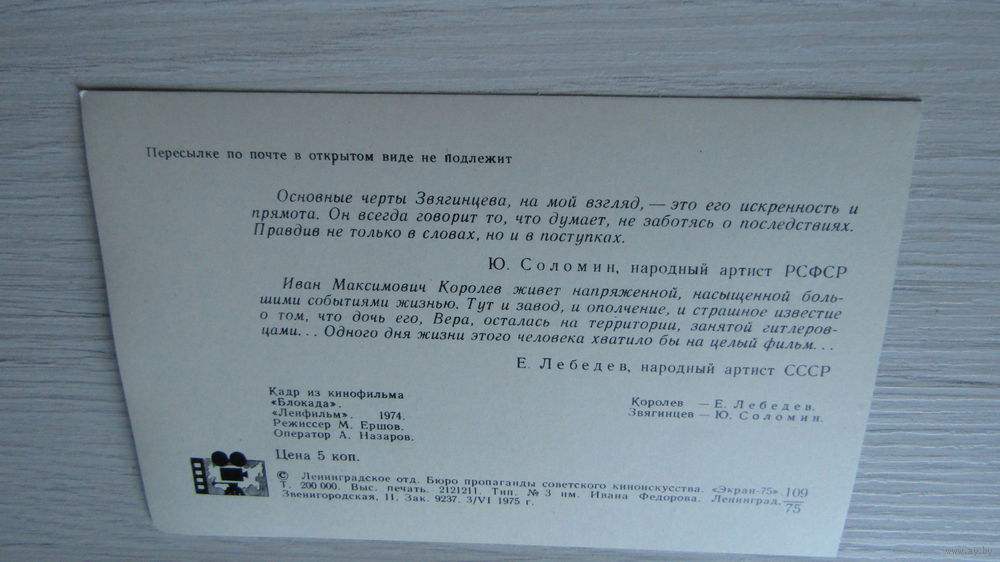 Пересылке по почте в открытом виде не подлежит
Основные черты Звягинцева, на мой взгляд, — это его искренность и
прямота. Он всегда говорит то, что думает, не заботясь о последствиях.
Правдив не только в словах, но и в поступках.
Ю. Соломин, народный артист РСФСР
Иван Максимович Королев живет напряженной, насыщенной боль-
шими событиями жизнью. Тут и завод, и ополчение, и страшное известие
о том, что дочь его, Вера, осталась на территории, занятой гитлеров-
цами... Одного дня жизни этого человека хватило бы на целый фильм...
Е. Лебедев, народный артист СССР
Кадр из кинофильма
«Блокада».
«Ленфильм». 1974.
Режиссер М. Ершов.
Оператор А. Назаров.
Королев — Е. Лебедев.
Звягинцев — Ю. Соломин.
Цена 5 коп.
© Ленинградское отд. Бюро пропаганды советского киноискусства. «Экран-75»
Т. 200 000. Выс. печать. 2121211. Тип. № 3 им. Ивана Федорова. Ленинград,
Звенигородская, 11. Зак. 9237. 3/VI 1975 г.
109
75
www.ay.by